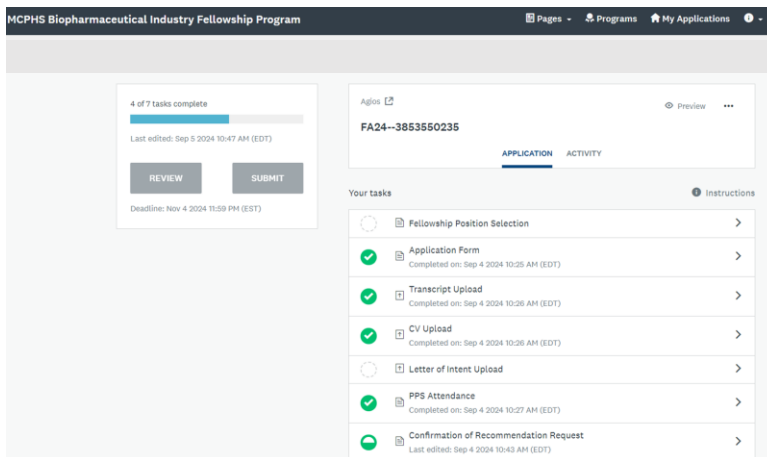 MCPHS Biopharmaceutical Industry Fellowship Program
Pages
Programs
My Applications
4 of 7 tasks complete
Last edited: Sep 5 2024 10:47 AM (EDT)
REVIEW
SUBMIT
Deadline: Nov 4 2024 11:59 PM (EST)
Agios
Preview
FA24--3853550235
APPLICATION
ACTIVITY
Your tasks
Instructions
Fellowship Position Selection
Application Form
Completed on: Sep 4 2024 10:25 AM (EDT)
Transcript Upload
Completed on: Sep 4 2024 10:26 AM (EDT)
CV Upload
Completed on: Sep 4 2024 10:26 AM (EDT)
Letter of Intent Upload
PPS Attendance
Completed on: Sep 4 2024 10:27 AM (EDT)
Confirmation of Recommendation Request
Last edited: Sep 4 2024 10:43 AM (EDT)